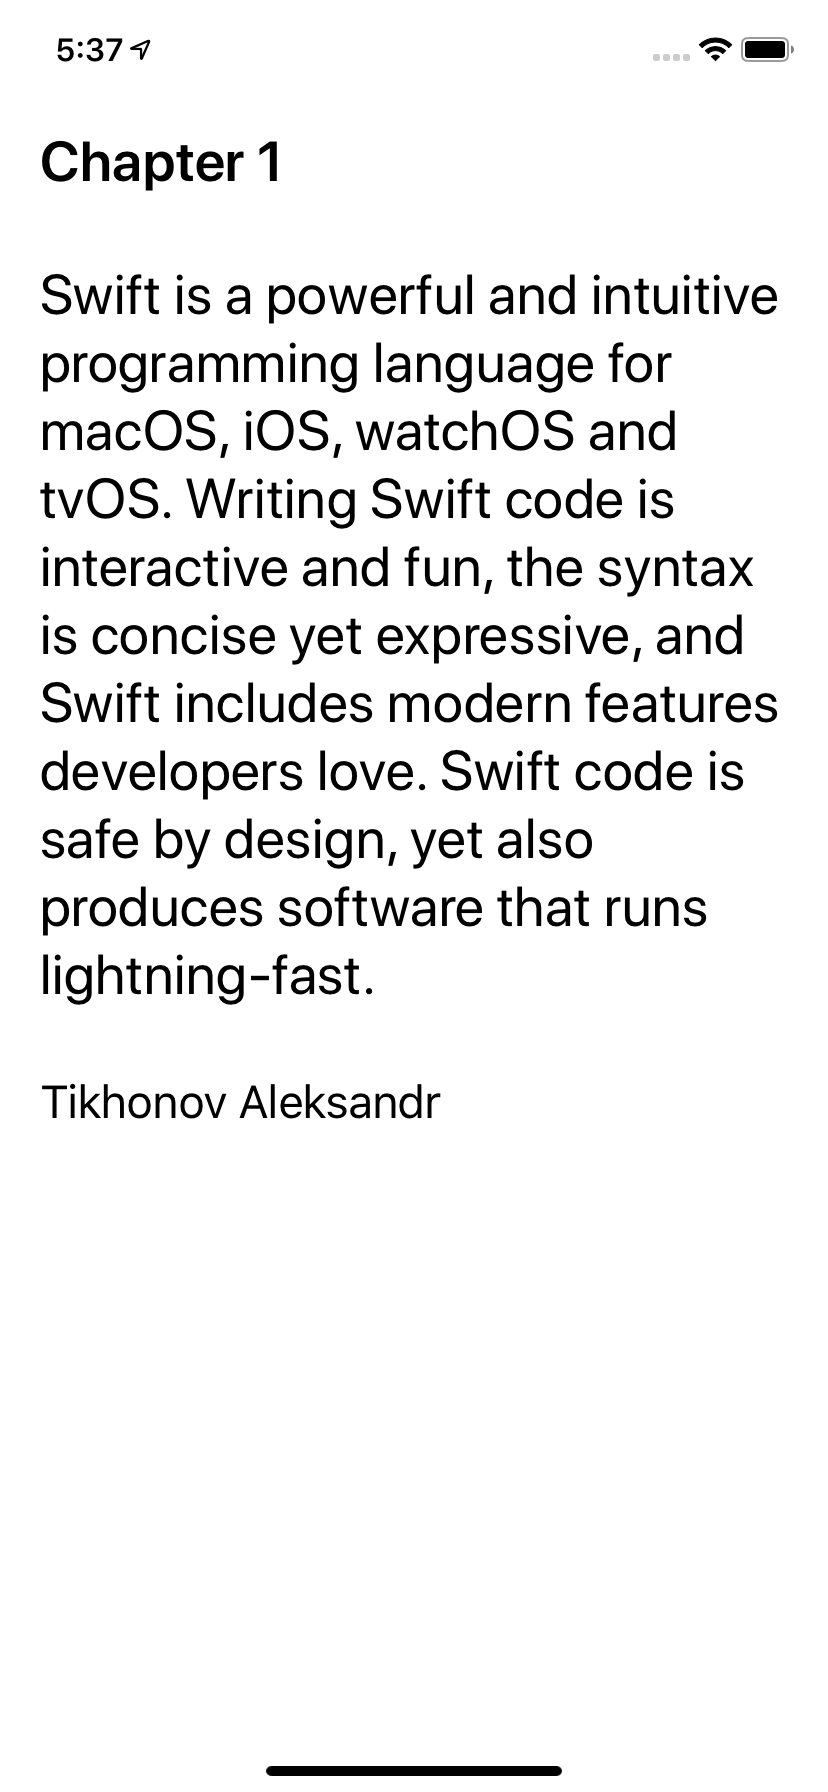 5:37
Chapter 1
Swift is a powerful and intuitive
programming language for
macOS, iOS, watchOS and
tvOS. Writing Swift code is
interactive and fun, the syntax
is concise yet expressive, and
Swift includes modern features
developers love. Swift code is
safe by design, yet also
produces software that runs
lightning-fast.
Tikhonov Aleksandr